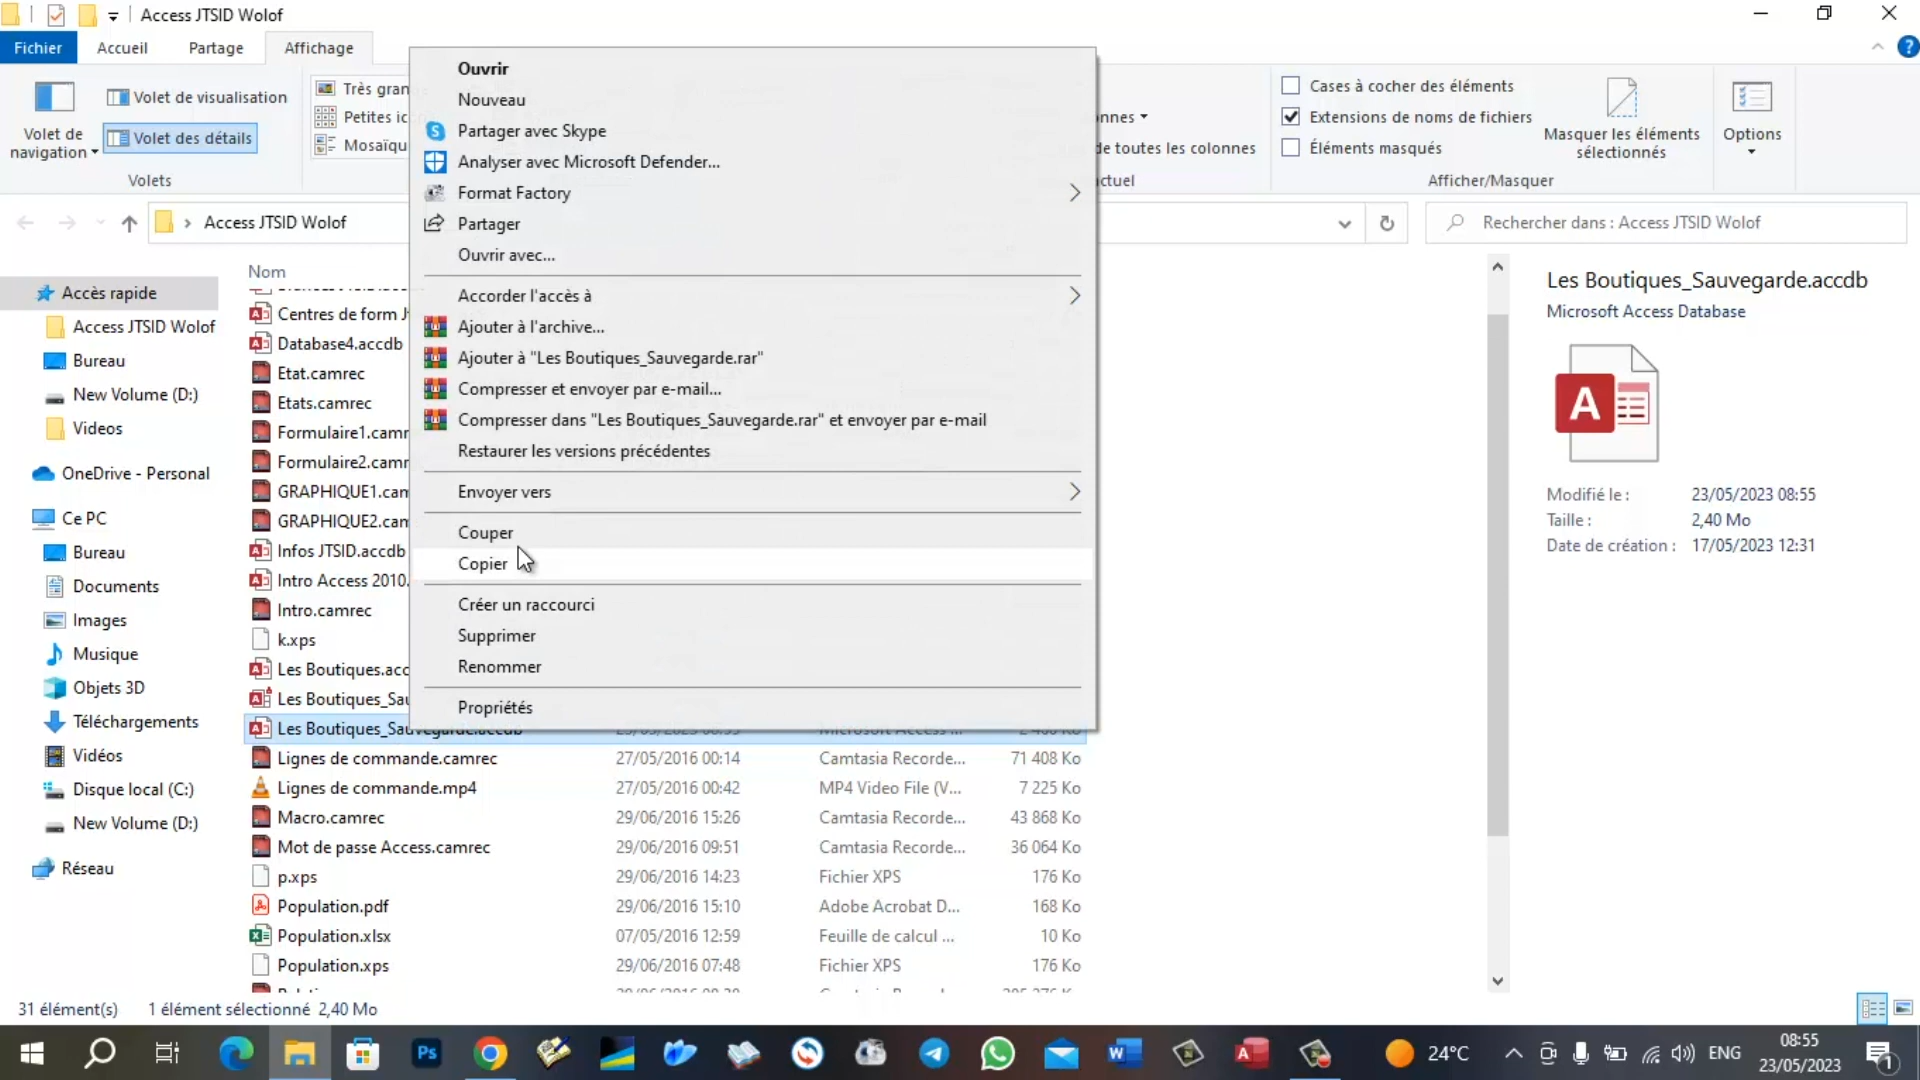 Access JTSID Wolof
Fichier
Accueil
Partage
Affichage
Volet de navigation
Volet de visualisation
Volet des détails
Volets
Très gran
Petites ic
Mosaïqu
Ouvrir
Nouveau
Partager avec Skype
Analyser avec Microsoft Defender...
Format Factory
Partager
Ouvrir avec...
Accorder l'accès à
Ajouter à l'archive...
Ajouter à "Les Boutiques_Sauvegarde.rar"
Compresser et envoyer par e-mail...
Compresser dans "Les Boutiques_Sauvegarde.rar" et envoyer par e-mail
Restaurer les versions précédentes
Envoyer vers
Couper
Copier
Créer un raccourci
Supprimer
Renommer
Propriétés
nnes
de toutes les colonnes
ctuel
Cases à cocher des éléments
Extensions de noms de fichiers
Éléments masqués
Masquer les éléments
sélectionnés
Options
Afficher/Masquer
Access JTSID Wolof
Rechercher dans : Access JTSID Wolof
Accès rapide
Access JTSID Wolof
Bureau
New Volume (D:)
Videos
OneDrive - Personal
Ce PC
Bureau
Documents
Images
Musique
Objets 3D
Téléchargements
Vidéos
Disque local (C:)
New Volume (D:)
Réseau
Nom
Centres de form J
Database4.accdb
Etat.camrec
Etats.camrec
Formulaire1.camr
Formulaire2.camr
GRAPHIQUE1.cam
GRAPHIQUE2.cam
Infos JTSID.accdb
Intro Access 2010.
Intro.camrec
k.xps
Les Boutiques.acc
Les Boutiques_Sau
Les Boutiques_Sauvegarde.accdb
Lignes de commande.camrec 27/05/2016 00:14 Camtasia Recorde... 71 408 Ko
Lignes de commande.mp4 27/05/2016 00:42 MP4 Video File (V... 7 225 Ko
Macro.camrec 29/06/2016 15:26 Camtasia Recorde... 43 868 Ko
Mot de passe Access.camrec 29/06/2016 09:51 Camtasia Recorde... 36 064 Ko
p.xps 29/06/2016 14:23 Fichier XPS 176 Ko
Population.pdf 29/06/2016 15:10 Adobe Acrobat D... 168 Ko
Population.xlsx 07/05/2016 12:59 Feuille de calcul ... 10 Ko
Population.xps 29/06/2016 07:48 Fichier XPS 176 Ko
Les Boutiques_Sauvegarde.accdb
Microsoft Access Database
Modifié le : 23/05/2023 08:55
Taille : 2,40 Mo
Date de création : 17/05/2023 12:31
31 élément(s) 1 élément sélectionné 2,40 Mo
24°C
ENG
08:55
23/05/2023
1